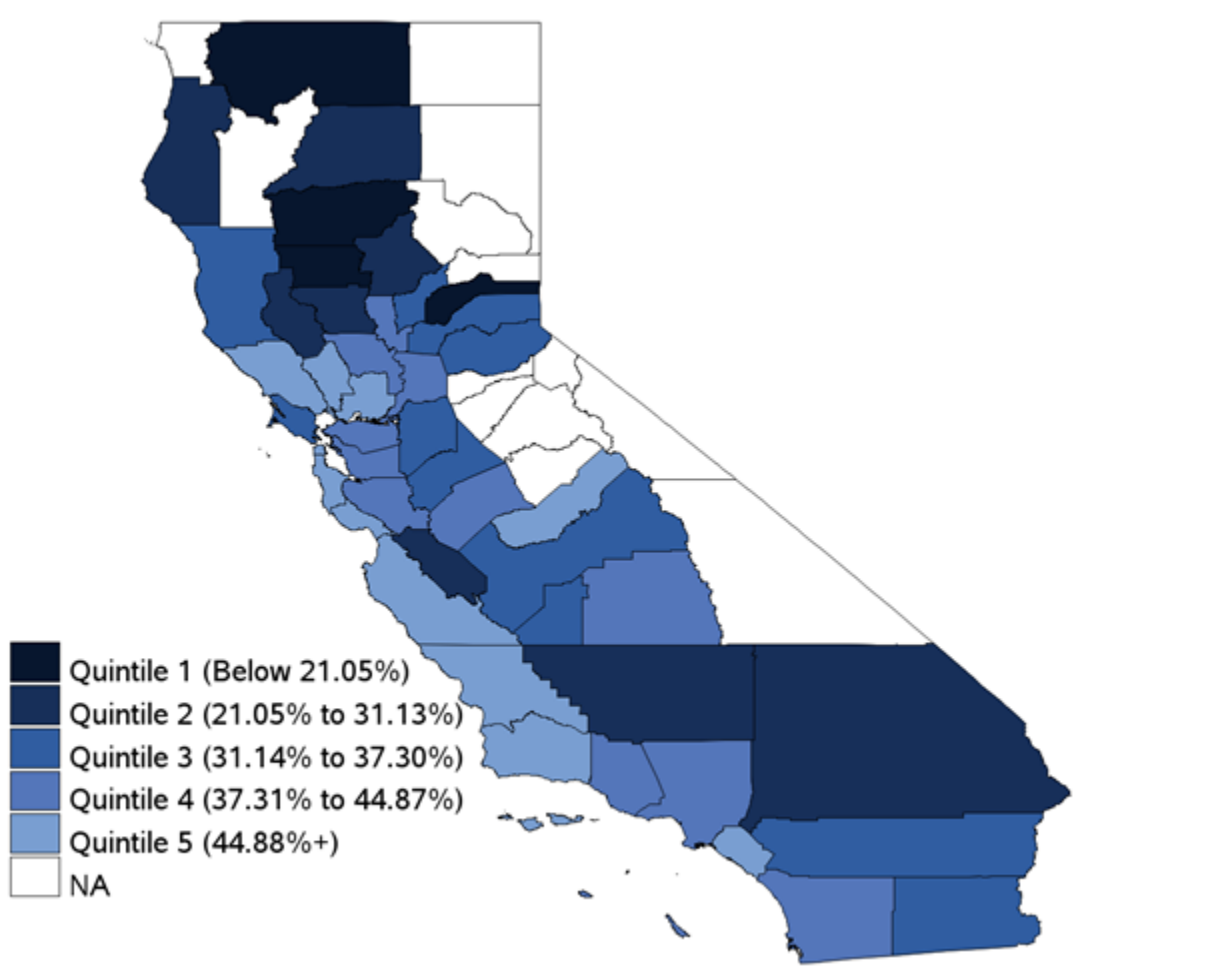 Quintile 1 (Below 21.05%)
Quintile 2 (21.05% to 31.13%)
Quintile 3 (31.14% to 37.30%)
Quintile 4 (37.31% to 44.87%)
Quintile 5 (44.88%+)
NA